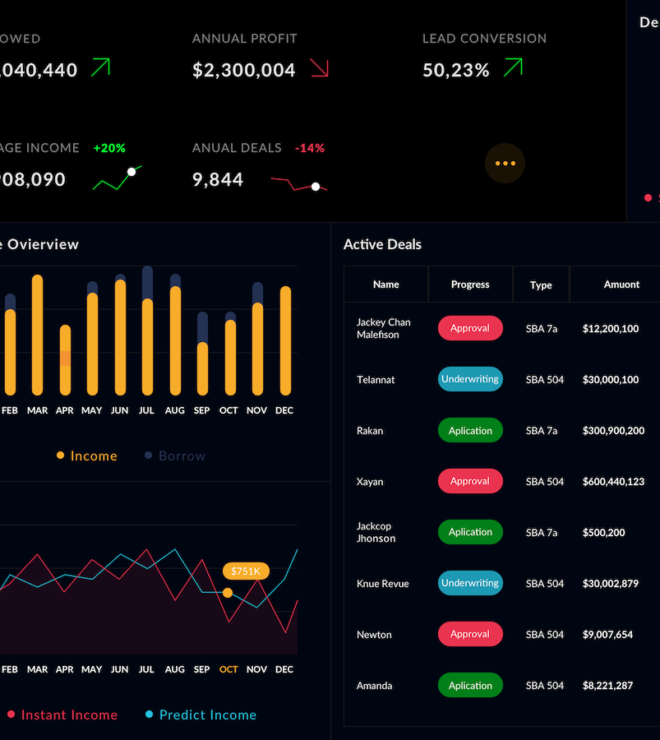 OWED
ANNUAL PROFIT
LEAD CONVERSION
De
,040,440
$2,300,004
50,23%
AGE INCOME +20%
ANUAL DEALS -14%
08,090
9,844
e Ovierview
FEB MAR APR MAY JUN JUL AUG SEP OCT NOV DEC
Income
Borrow
$751K
FEB MAR APR MAY JUN JUL AUG SEP OCT NOV DEC
Instant Income
Predict Income
Active Deals
Name Progress Type Amount
Jackey Chan
Malefison
Approval SBA 7a $12,200,100
Telannat Underwriting SBA 504 $30,000,100
Rakan Aplication SBA 7a $300,900,200
Xayan Approval SBA 504 $600,440,123
Jackcop
Jhonson
Aplication SBA 7a $500,200
Knue Revue Underwriting SBA 504 $30,002,879
Newton Approval SBA 504 $9,007,654
Amanda Aplication SBA 504 $8,221,287